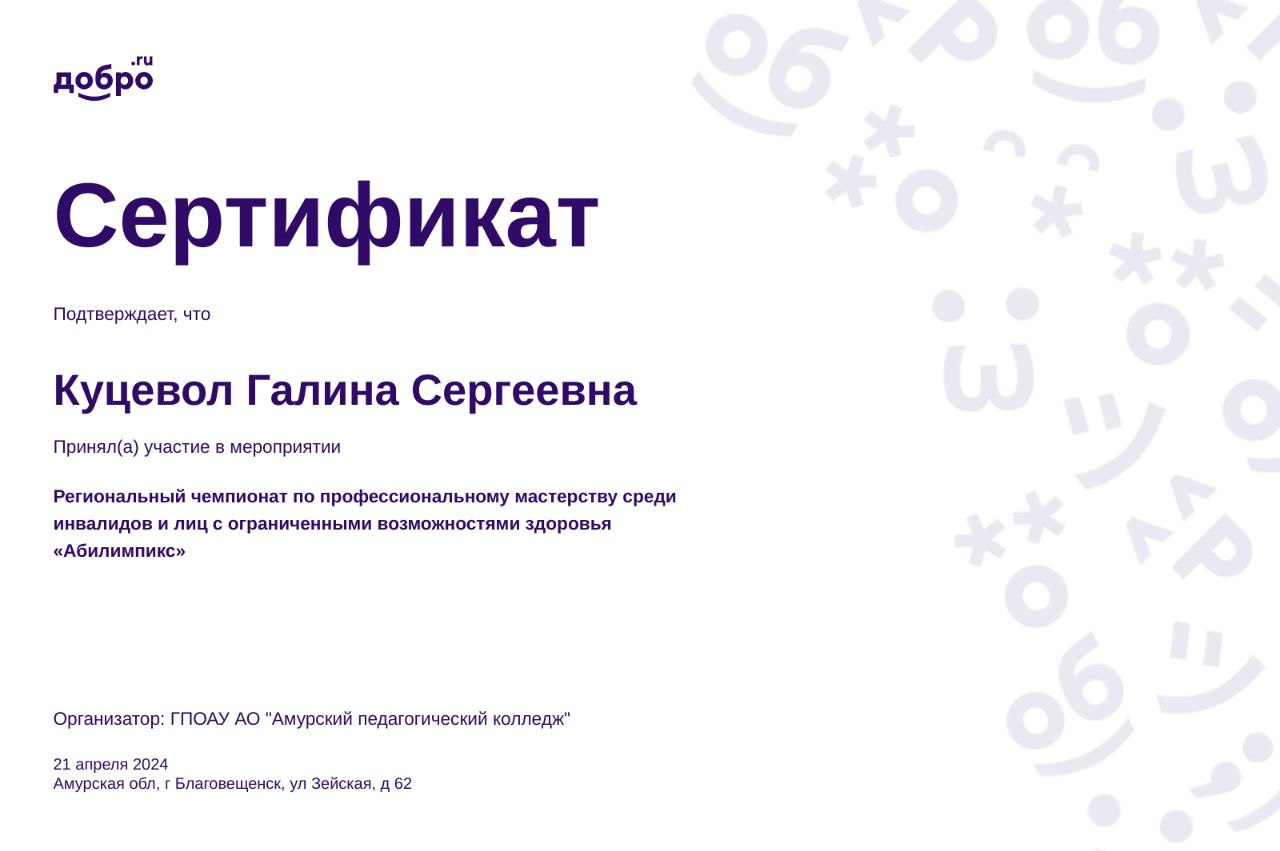 добро.ru
Сертификат
Подтверждает, что
Куцевол Галина Сергеевна
Принял(а) участие в мероприятии
Региональный чемпионат по профессиональному мастерству среди
инвалидов и лиц с ограниченными возможностями здоровья
«Абилимпикс»
Организатор: ГПОАУ АО "Амурский педагогический колледж"
21 апреля 2024
Амурская обл, г Благовещенск, ул Зейская, д 62